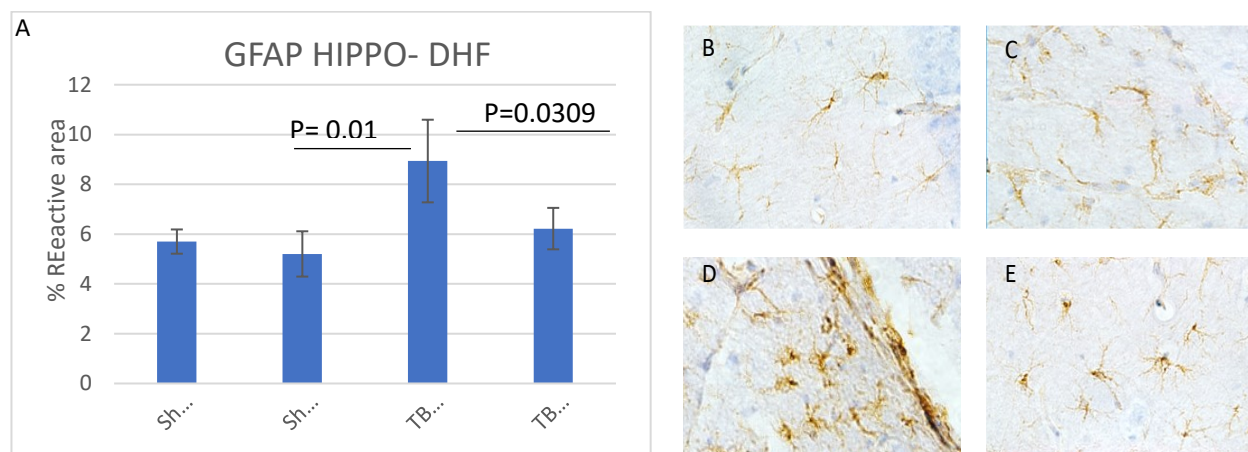 A
GFAP HIPPO- DHF
% REeactive area
12
10
8
6
4
2
0
P= 0.01
P=0.0309
Sh...
Sh...
TB...
TB...
B
C
D
E